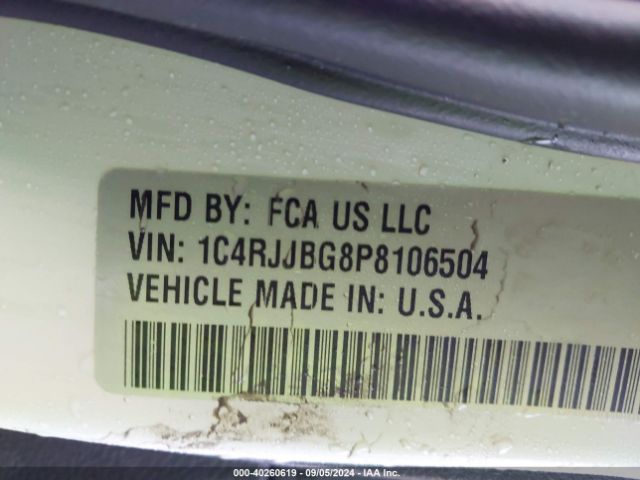 MFD BY: FCA US LLC
VIN: 1C4RJJBG8P8106504
VEHICLE MADE IN: U.S.A.
000-40260619 - 09/05/2024 - IAA Inc.